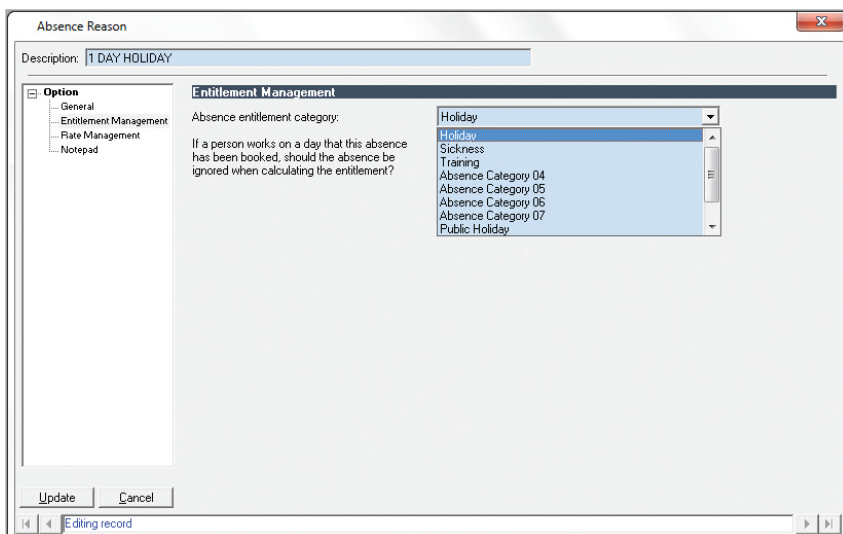 Absence Reason
Description: 1 DAY HOLIDAY
Option
General
Entitlement Management
Rate Management
Notepad
Entitlement Management
Absence entitlement category:
Holiday
If a person works on a day that this absence
has been booked, should the absence be
ignored when calculating the entitlement?
Holiday
Sickness
Training
Absence Category 04
Absence Category 05
Absence Category 06
Absence Category 07
Public Holiday
Update
Cancel
Editing record